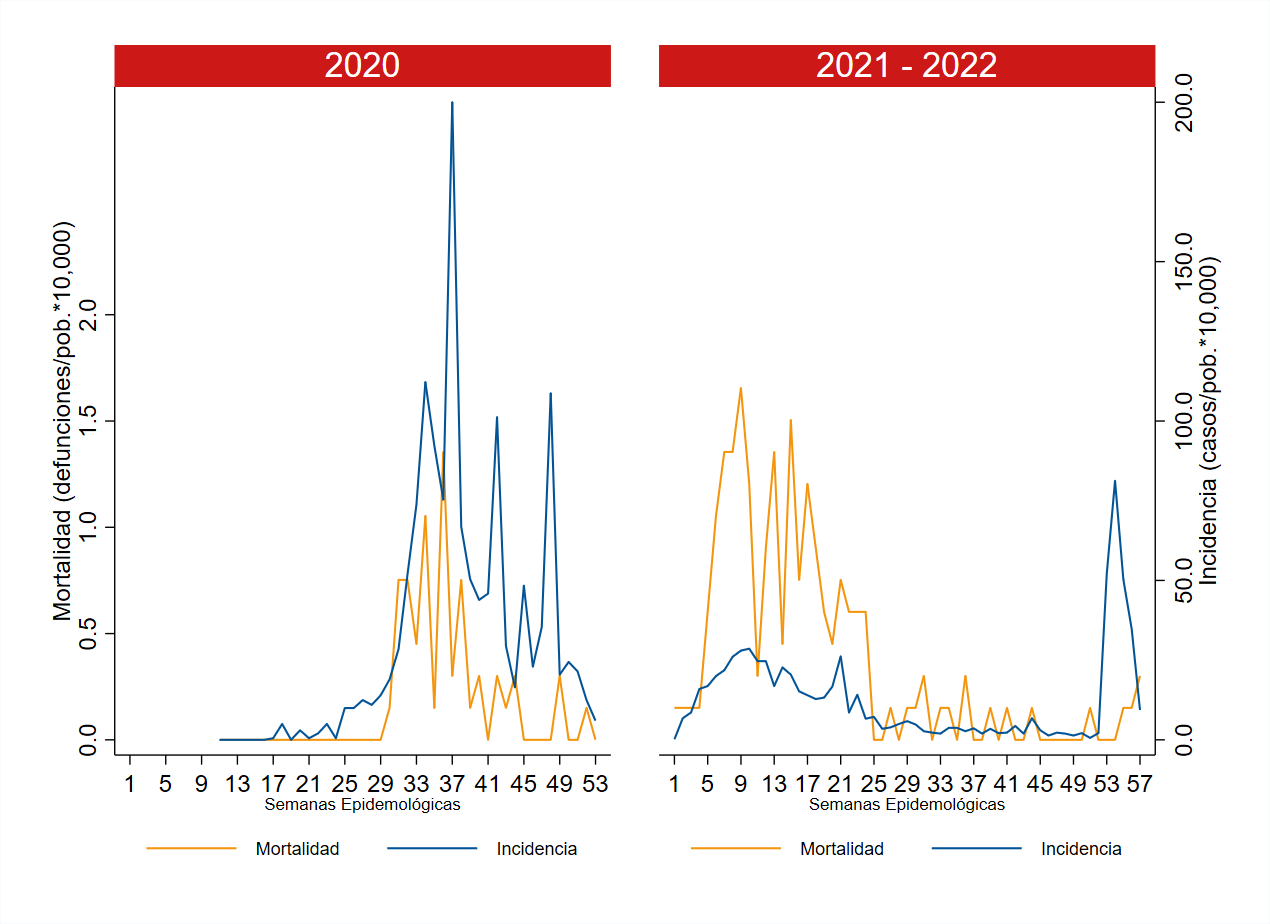 2020
2021 - 2022
Mortalidad (defunciones/pob.*10,000)
0.0 0.5 1.0 1.5 2.0
1 5 9 13 17 21 25 29 33 37 41 45 49 53
Semanas Epidemológicas
Mortalidad Incidencia
1 5 9 13 17 21 25 29 33 37 41 45 49 53 57
Semanas Epidemológicas
Mortalidad Incidencia
0.0 50.0 100.0 150.0 200.0
Incidencia (casos/pob.*10,000)